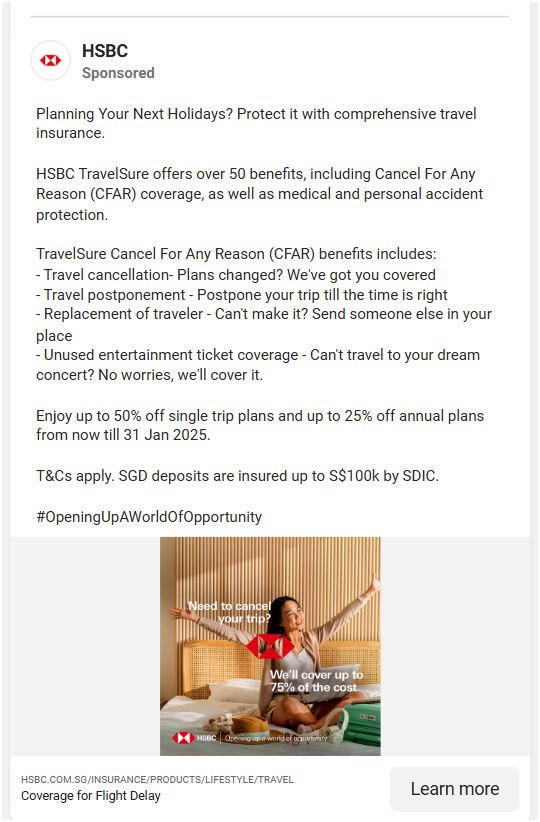 HSBC
Sponsored
Planning Your Next Holidays? Protect it with comprehensive travel
insurance.
HSBC TravelSure offers over 50 benefits, including Cancel For Any
Reason (CFAR) coverage, as well as medical and personal accident
protection.
TravelSure Cancel For Any Reason (CFAR) benefits includes:
- Travel cancellation- Plans changed? We've got you covered
- Travel postponement - Postpone your trip till the time is right
- Replacement of traveler - Can't make it? Send someone else in your
place
- Unused entertainment ticket coverage - Can't travel to your dream
concert? No worries, we'll cover it.
Enjoy up to 50% off single trip plans and up to 25% off annual plans
from now till 31 Jan 2025.
T&Cs apply. SGD deposits are insured up to S$100k by SDIC.
#OpeningUpAWorldOfOpportunity
Need to cancel
your trip?
We'll cover up to
75% of the cost
HSBC | Opening up a world of opportunity
HSBC.COM.SG/INSURANCE/PRODUCTS/LIFESTYLE/TRAVEL
Coverage for Flight Delay
Learn more